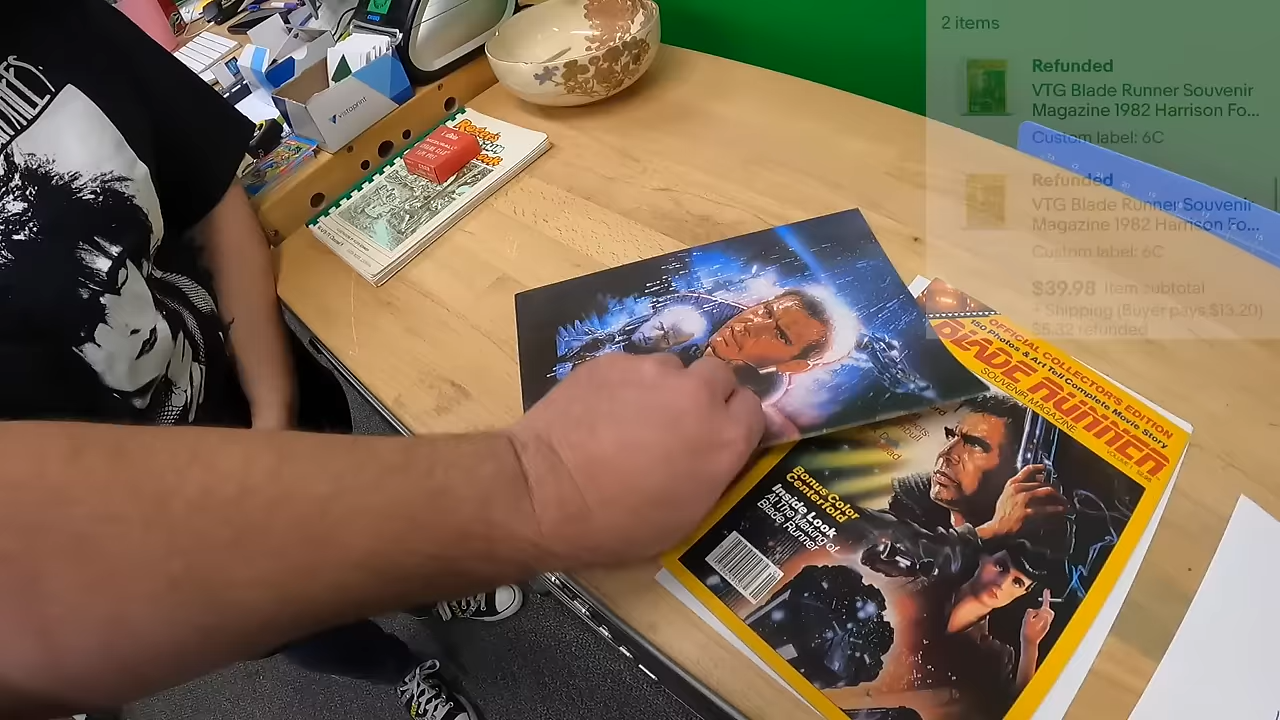 2 items
Refunded
VTG Blade Runner Souvenir
Magazine 1982 Harrison Fo...
Custom label: 6C
Refunded
VTG Blade Runner Souvenir
Magazine 1982 Harrison Fo...
Custom label: 6C
$39.98 Item subtotal
+ Shipping (Buyer pays $13.20)
$5.32 refunded
vistaprint
OFFICIAL COLLECTOR'S EDITION
150 Photos & Art Tell Complete Movie Story
BLADE RUNNER
SOUVENIR MAGAZINE
VOLUME 1
Bonus Color
Centerfold
Inside Look
At The Making of
Blade Runner